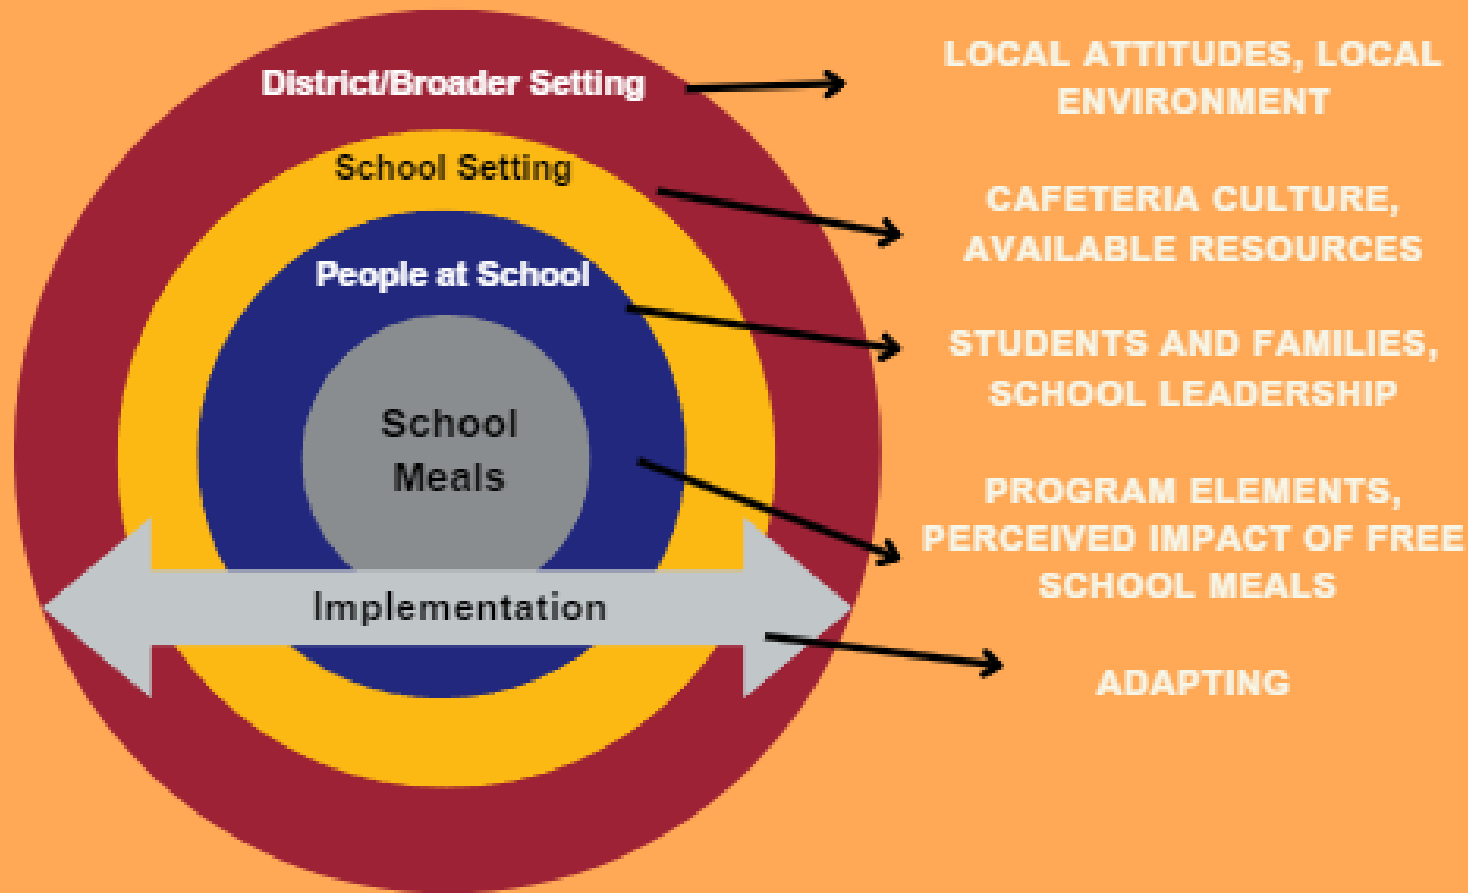 District/Broader Setting
School Setting
People at School
School
Meals
Implementation
LOCAL ATTITUDES, LOCAL
ENVIRONMENT
CAFETERIA CULTURE,
AVAILABLE RESOURCES
STUDENTS AND FAMILIES,
SCHOOL LEADERSHIP
PROGRAM ELEMENTS,
PERCEIVED IMPACT OF FREE
SCHOOL MEALS
ADAPTING